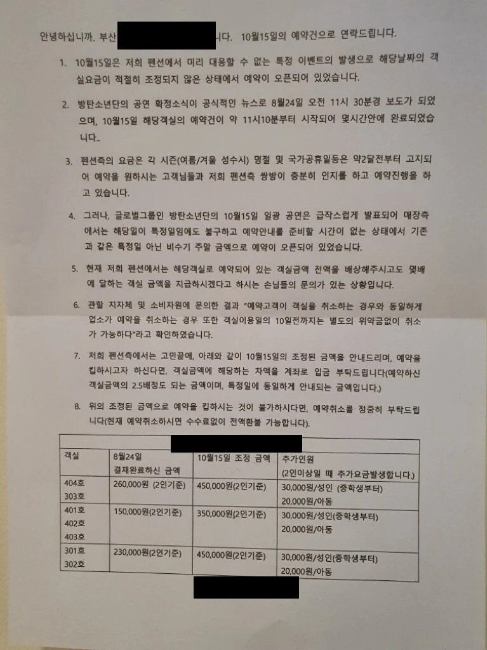 안녕하십니까. 부산
니다. 10월15일의 예약건으로 연락드립니다.
1. 10월15일은 저희 펜션에서 미리 대응할 수 없는 특정 이벤트의 발생으로 해당날짜의 객
실요금이 적절히 조정되지 않은 상태에서 예약이 오픈되어 있었습니다.
2. 방탄소년단의 공연 확정소식이 공식적인 뉴스로 8월24일 오전 11시 30분경 보도가 되었
으며, 10월15일 해당객실의 예약건이 약 11시10분부터 시작되어 몇시간안에 완료되었습
니다.
3. 펜션측의 요금은 각 시즌(여름/겨울 성수시) 명절 및 국가공휴일등은 약2달전부터 고지되
어 예약을 원하시는 고객님들과 저희 펜션측 쌍방이 충분히 인지를 하고 예약진행을 하
고 있습니다.
4. 그러나, 글로벌그룹인 방탄소년단의 10월15일 일광 공연은 급작스럽게 발표되어 매장측
에서는 해당일이 특정일임에도 불구하고 예약안내를 준비할 시간이 없는 상태에서 기존
과 같은 특정일 아닌 비수기 주말 금액으로 예약이 오픈되어 있었습니다.
5. 현재 저희 펜션에서는 해당객실로 예약되어 있는 객실금액 전액을 배상해주시고도 몇배
에 달하는 객실 금액을 지급하시겠다고 하시는 손님들의 문의가 있는 상황입니다.
6. 관할 지자체 및 소비자원에 문의한 결과 "예약고객이 객실을 취소하는 경우와 동일하게
업소가 예약을 취소하는 경우 또한 객실이용일의 10일전까지는 별도의 위약금없이 취소
가 가능하다"라고 확인하였습니다.
7. 저희 펜션측에서는 고민끝에, 아래와 같이 10월15일의 조정된 금액을 안내드리며, 예약을
킵하시고자 하신다면, 객실금액에 해당하는 차액을 계좌로 입금 부탁드립니다(예약하신
객실금액의 2.5배정도 되는 금액이며, 특정일에 동일하게 안내되는 금액입니다.)
8. 위의 조정된 금액으로 예약을 킵하시는 것이 불가하시다면, 예약취소를 정중히 부탁드립
니다(현재 예약취소하시면 수수료없이 전액환불 가능합니다).
객실 8월24일 결재완료하신 금액 10월15일 조정 금액 추가인원 (2인이상일 때 추가요금발생합니다.)
404호 260,000원 (2인기준) 450,000원(2인기준) 30,000원/성인 (중학생부터)
303호 20,000원/아동
401호 150,000원(2인기준) 350,000원(2인기준) 30,000원/성인(중학생부터)
402호 20,000원/아동
403호
301호 230,000원(2인기준) 450,000원(2인기준) 30,000원/성인(중학생부터)
302호 20,000원/아동